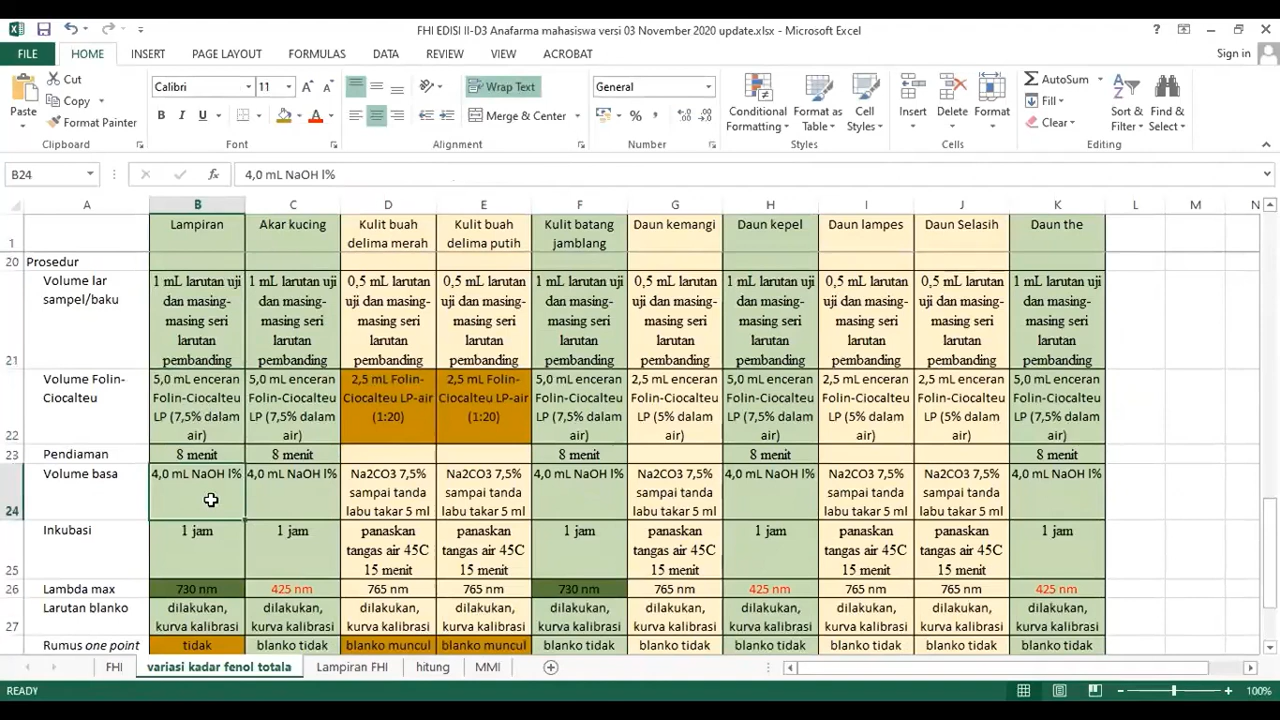 FHI EDISI II-D3 Anafarma mahasiswa versi 03 November 2020 update.xlsx - Microsoft Excel
FILE HOME INSERT PAGE LAYOUT FORMULAS DATA REVIEW VIEW ACROBAT Sign in
Paste Cut Copy Format Painter
Calibri 11 Wrap Text General
B I U A Merge & Center % ,
Conditional Formatting Format as Table Cell Styles Insert Delete Format
AutoSum Fill Clear Sort & Filter Find & Select
Clipboard Font Alignment Number Styles Cells Editing
B24 fx 4,0 mL NaOH l%
A B C D E F G H I J K L M N
1 Lampiran Akar kucing Kulit buah delima merah Kulit buah delima putih Kulit batang jamblang Daun kemangi Daun kepel Daun lampes Daun Selasih Daun the
20 Prosedur
21 Volume lar sampel/baku 1 mL larutan uji dan masing-masing seri larutan pembanding 1 mL larutan uji dan masing-masing seri larutan pembanding 0,5 mL larutan uji dan masing-masing seri larutan pembanding 0,5 mL larutan uji dan masing-masing seri larutan pembanding 1 mL larutan uji dan masing-masing seri larutan pembanding 0,5 mL larutan uji dan masing-masing seri larutan pembanding 1 mL larutan uji dan masing-masing seri larutan pembanding 0,5 mL larutan uji dan masing-masing seri larutan pembanding 0,5 mL larutan uji dan masing-masing seri larutan pembanding 1 mL larutan uji dan masing-masing seri larutan pembanding
22 Volume Folin-Ciocalteu 5,0 mL enceran Folin-Ciocalteu LP (7,5% dalam air) 5,0 mL enceran Folin-Ciocalteu LP (7,5% dalam air) 2,5 mL Folin-Ciocalteu LP-air (1:20) 2,5 mL Folin-Ciocalteu LP-air (1:20) 5,0 mL enceran Folin-Ciocalteu LP (7,5% dalam air) 2,5 mL enceran Folin-Ciocalteu LP (5% dalam air) 5,0 mL enceran Folin-Ciocalteu LP (7,5% dalam air) 2,5 mL enceran Folin-Ciocalteu LP (5% dalam air) 2,5 mL enceran Folin-Ciocalteu LP (5% dalam air) 5,0 mL enceran Folin-Ciocalteu LP (7,5% dalam air)
23 Pendiaman 8 menit 8 menit 8 menit 8 menit 8 menit
24 Volume basa 4,0 mL NaOH l% 4,0 mL NaOH l% Na2CO3 7,5% sampai tanda labu takar 5 ml Na2CO3 7,5% sampai tanda labu takar 5 ml 4,0 mL NaOH l% Na2CO3 7,5% sampai tanda labu takar 5 ml 4,0 mL NaOH l% Na2CO3 7,5% sampai tanda labu takar 5 ml Na2CO3 7,5% sampai tanda labu takar 5 ml 4,0 mL NaOH l%
25 Inkubasi 1 jam 1 jam panaskan tangas air 45C 15 menit panaskan tangas air 45C 15 menit 1 jam panaskan tangas air 45C 15 menit 1 jam panaskan tangas air 45C 15 menit panaskan tangas air 45C 15 menit 1 jam
26 Lambda max 730 nm 425 nm 765 nm 765 nm 730 nm 765 nm 425 nm 765 nm 765 nm 425 nm
27 Larutan blanko dilakukan, kurva kalibrasi dilakukan, kurva kalibrasi dilakukan, kurva kalibrasi dilakukan, kurva kalibrasi dilakukan, kurva kalibrasi dilakukan, kurva kalibrasi dilakukan, kurva kalibrasi dilakukan, kurva kalibrasi dilakukan, kurva kalibrasi dilakukan, kurva kalibrasi
Rumus one point tidak blanko tidak blanko muncul blanko muncul blanko tidak blanko tidak blanko tidak blanko tidak blanko tidak blanko tidak
FHI variasi kadar fenol totala Lampiran FHI hitung MMI
READY 100%